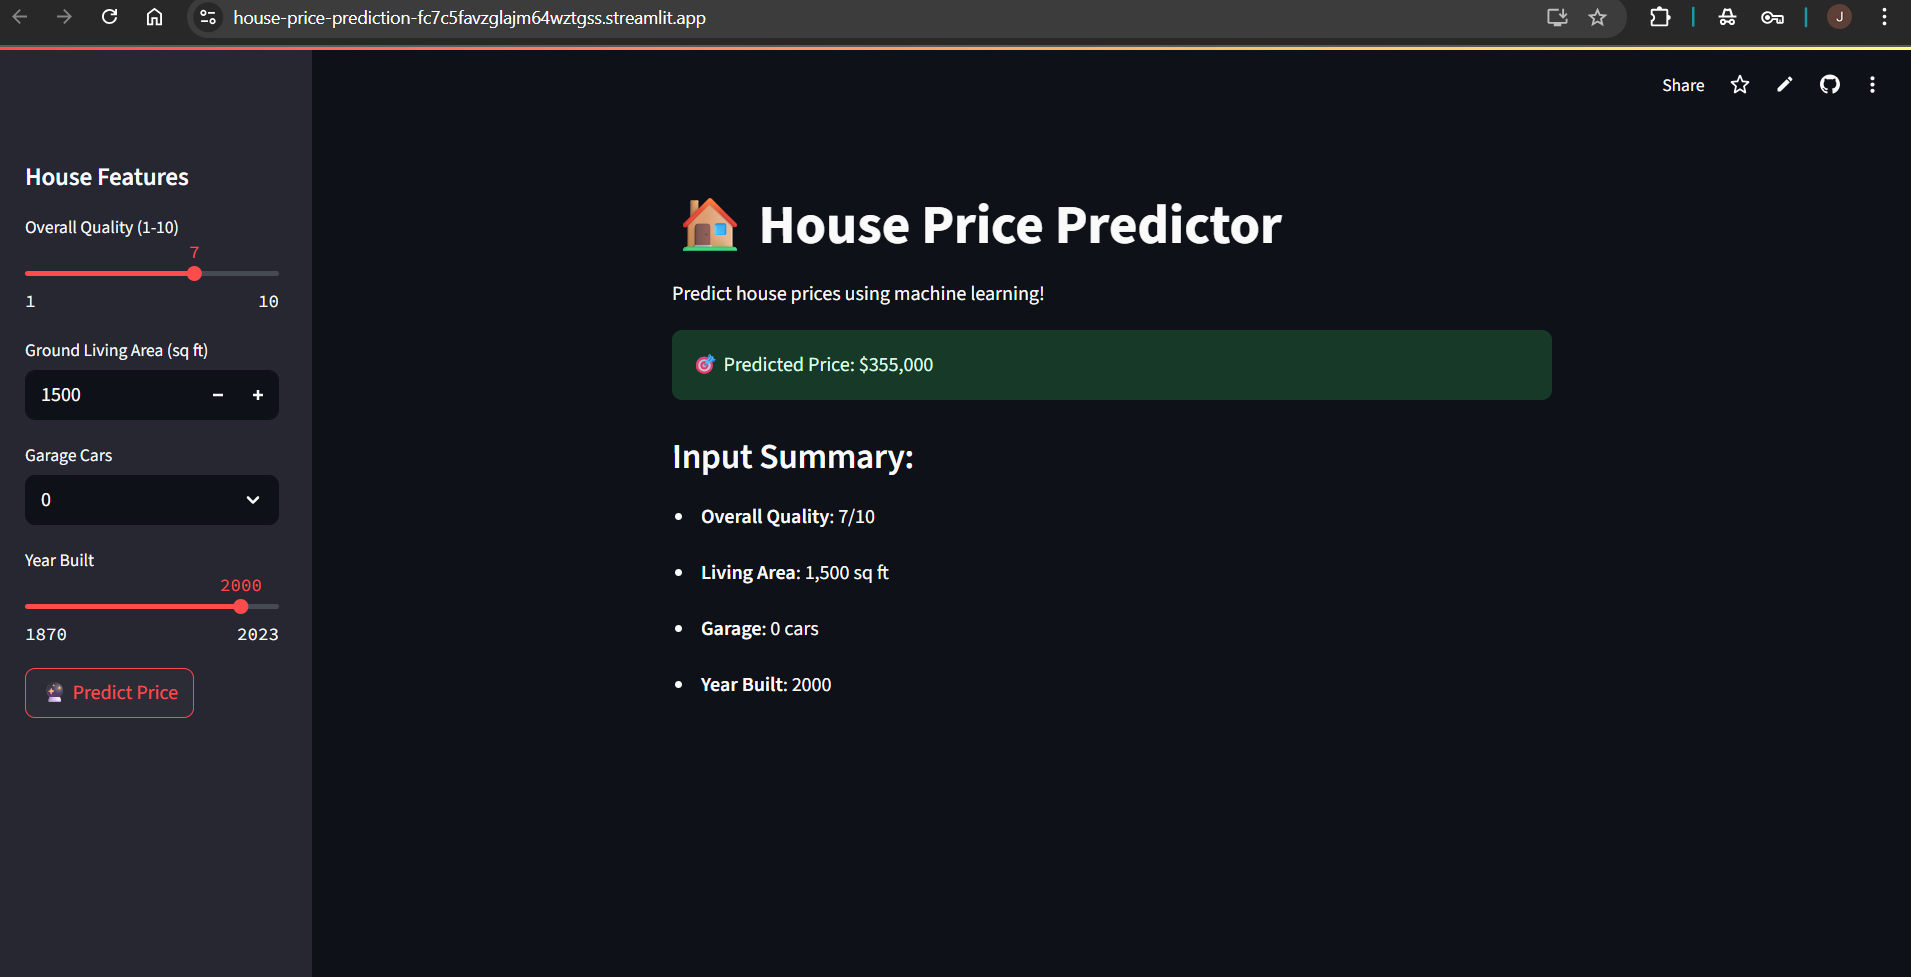 house-price-prediction-fc7c5favzglajm64wztgss.streamlit.app
J
Share
House Features
Overall Quality (1-10)
7
1 10
Ground Living Area (sq ft)
1500
Garage Cars
0
Year Built
2000
1870 2023
Predict Price
House Price Predictor
Predict house prices using machine learning!
Predicted Price: $355,000
Input Summary:
Overall Quality: 7/10
Living Area: 1,500 sq ft
Garage: 0 cars
Year Built: 2000